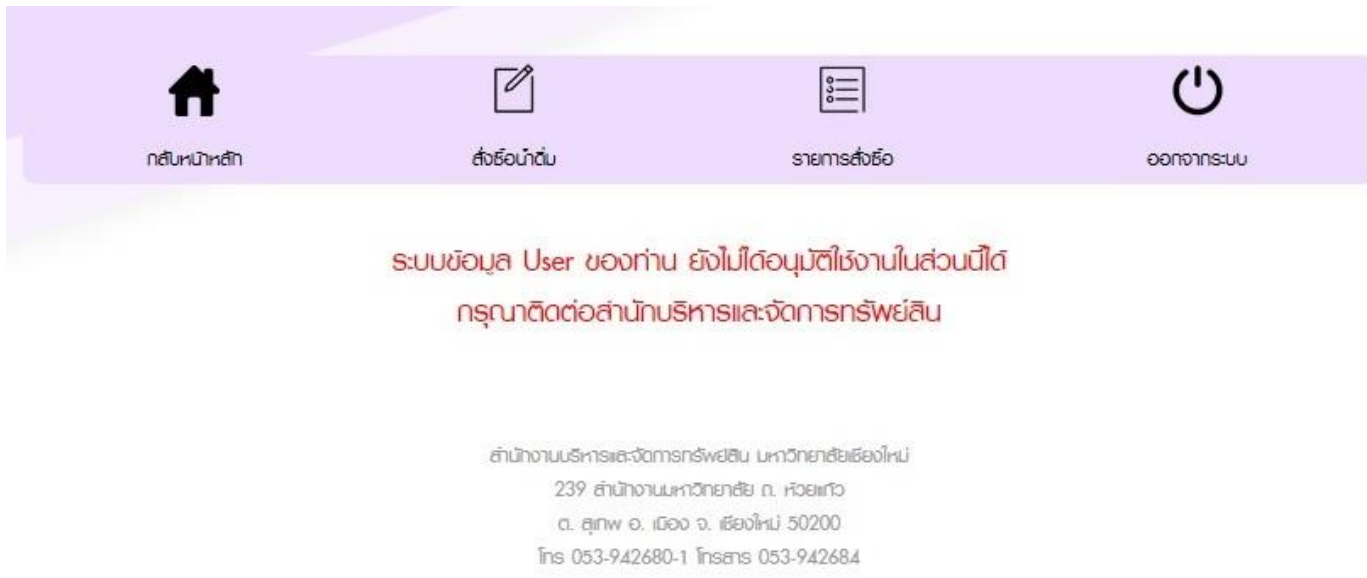 กลับหน้าหลัก
สั่งซื้อน้ำดื่ม
รายการสั่งซื้อ
ออกจากระบบ
ระบบข้อมูล User ของท่าน ยังไม่ได้อนุมัติใช้งานในส่วนนี้ได้
กรุณาติดต่อสำนักบริหารและจัดการทรัพย์สิน
สำนักงานบริหารและจัดการทรัพย์สิน มหาวิทยาลัยเชียงใหม่
239 สำนักงานมหาวิทยาลัย ถ. ห้วยแก้ว
ต. สุเทพ อ. เมือง จ. เชียงใหม่ 50200
โทร 053-942680-1 โทรสาร 053-942684